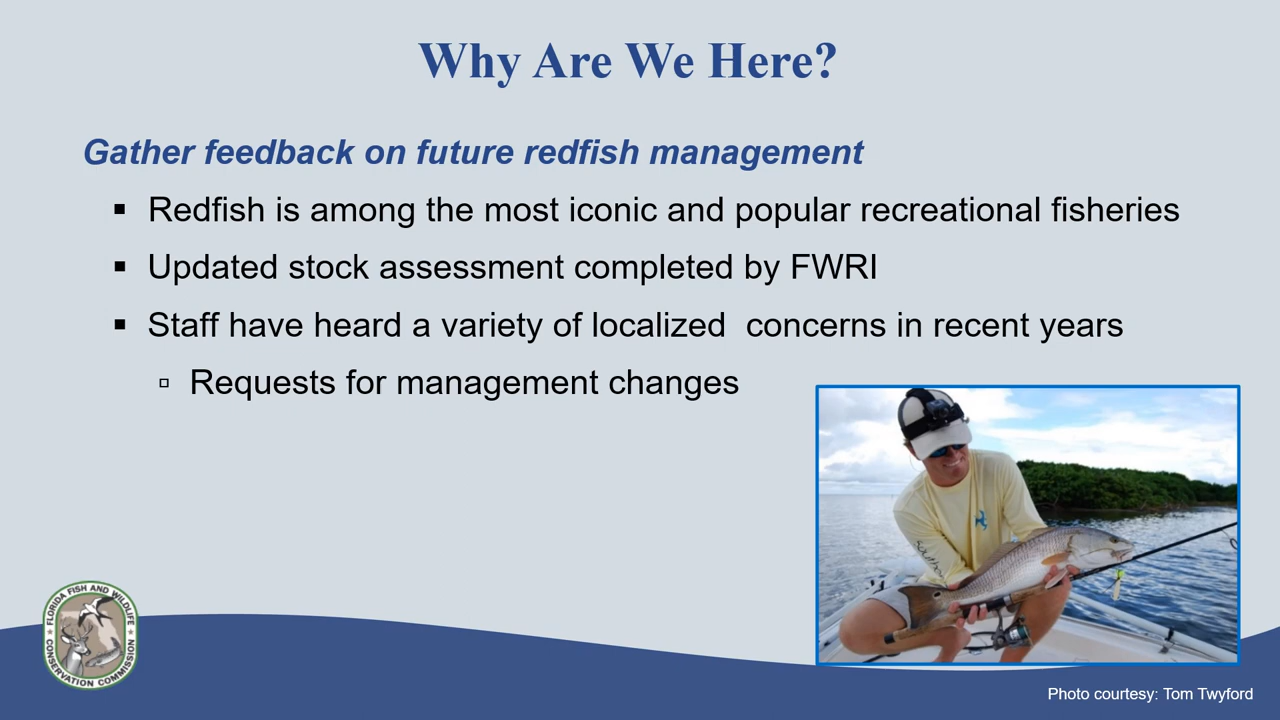 Why Are We Here?
Gather feedback on future redfish management
▪ Redfish is among the most iconic and popular recreational fisheries
▪ Updated stock assessment completed by FWRI
▪ Staff have heard a variety of localized  concerns in recent years
▫ Requests for management changes
FLORIDA FISH AND WILDLIFE
CONSERVATION COMMISSION
Photo courtesy: Tom Twyford